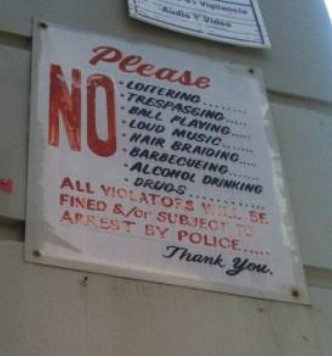 Vigilancia
Audio Y Video
Please
NO
• LOITERING........
• TRESPASSING.....
• BALL PLAYING.....
• LOUD MUSIC.....
• HAIR BRAIDING....
• BARBECUEING......
• ALCOHOL DRINKING
• DRUGS..........
ALL VIOLATORS WILL BE
FINED &/or SUBJECT TO
ARREST BY POLICE.....
Thank You.